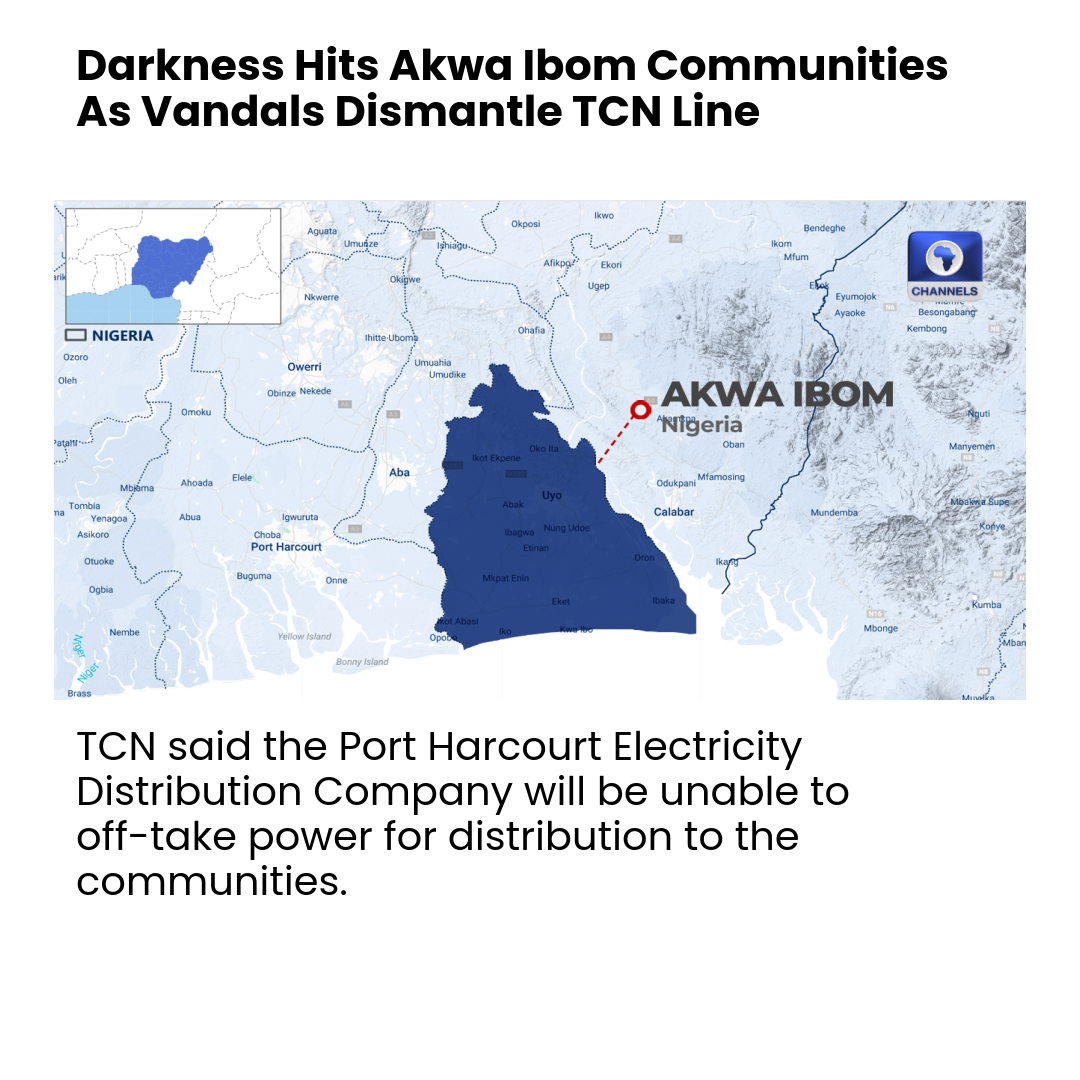 Darkness Hits Akwa Ibom Communities
As Vandals Dismantle TCN Line
NIGERIA
CHANNELS
AKWA IBOM
Nigeria
Aguata
Umunze
Ishiagu
Okposi
Ikwo
Bendeghe
Ikom
Mfum
Afikpo
Ekori
Okigwe
Ugep
Nkwerre
Eyumojok
Ayaoke
Besongabang
Kembong
Ihitte-Uboma
Ohafia
Ozoro
Oleh
Owerri
Umuahia
Umudike
Obinze
Nekede
Omoku
Nguti
Oban
Manyemen
Ikot Ekpene
Oko Ita
Aba
Elele
Ahoada
Mbiama
Odukpani
Mfamosing
Uyo
Abak
Tombia
Yenagoa
Abua
Igwuruta
Calabar
Mundemba
Mbakwa Supe
Konye
Asikoro
Choba
Port Harcourt
Ibagwa
Nung Udoe
Etinan
Otuoke
Oron
Ikang
Buguma
Onne
Mkpat Enin
Ogbia
Eket
Ibaka
Kumba
Nembe
Yellow Island
Ikot Abasi
Opobo
Iko
Kwa Ibo
Mbonge
Bonny Island
Niger
Niger
Brass
TCN said the Port Harcourt Electricity
Distribution Company will be unable to
off-take power for distribution to the
communities.